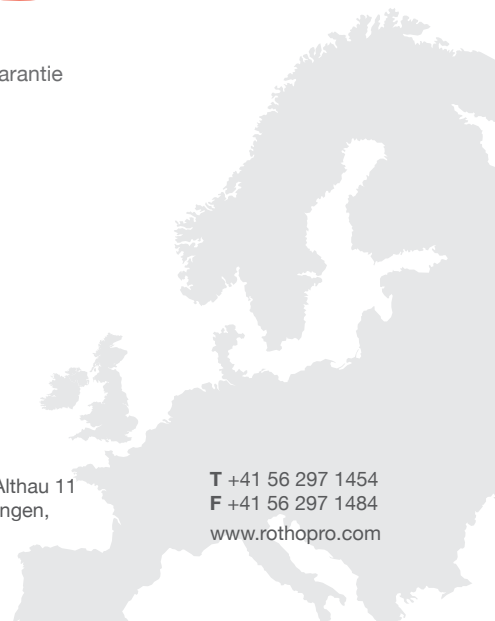 arantie
Althau 11
ngen,
T +41 56 297 1454
F +41 56 297 1484
www.rothopro.com